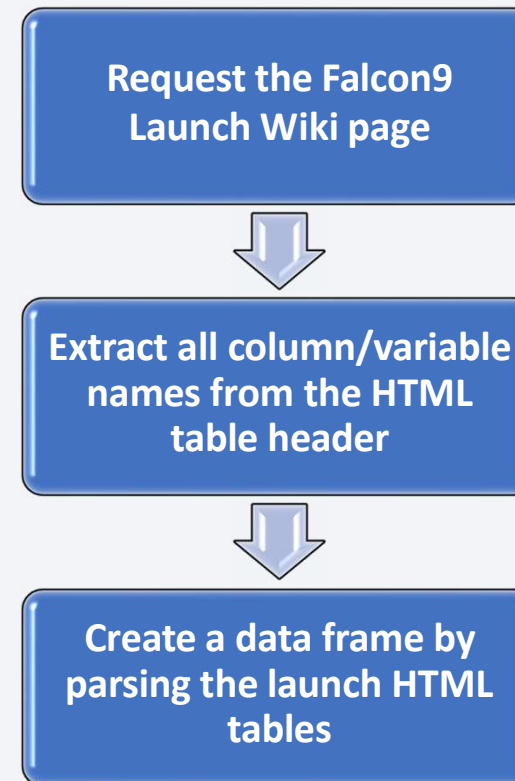 Request the Falcon9
Launch Wiki page
Extract all column/variable
names from the HTML
table header
Create a data frame by
parsing the launch HTML
tables